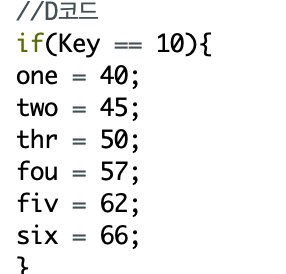 //D코드
if(Key == 10){
one = 40;
two = 45;
thr = 50;
fou = 57;
fiv = 62;
six = 66;
}